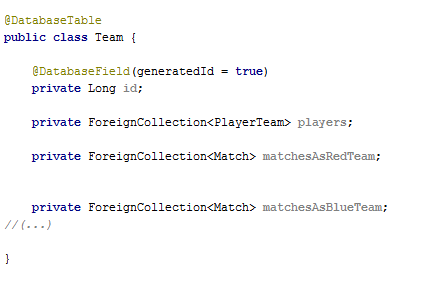 @DatabaseTable
public class Team {
@DatabaseField(generatedId = true)
private Long id;
private ForeignCollection<PlayerTeam> players;
private ForeignCollection<Match> matchesAsRedTeam;
private ForeignCollection<Match> matchesAsBlueTeam;
//(...)
}